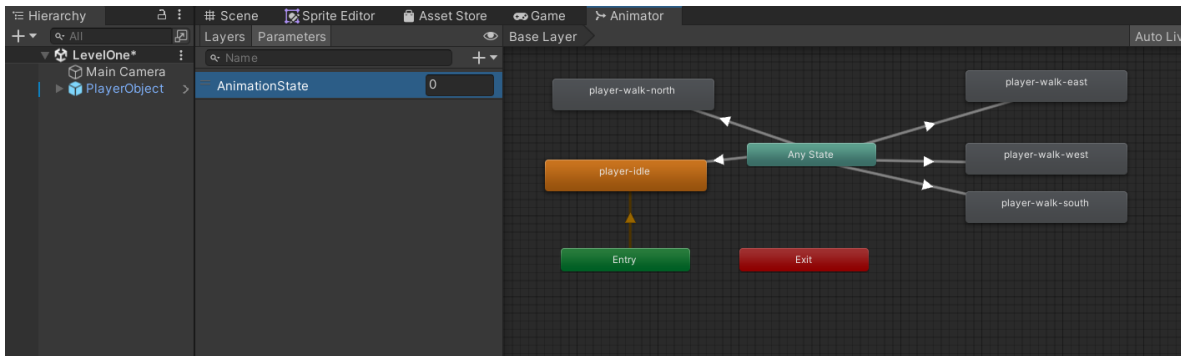 Hierarchy
# Scene Sprite Editor Asset Store Game Animator
All
Layers Parameters
Base Layer
Auto Liv
LevelOne*
Name
Main Camera
PlayerObject
AnimationState 0
player-walk-north
player-walk-east
Any State
player-walk-west
player-idle
player-walk-south
Entry
Exit